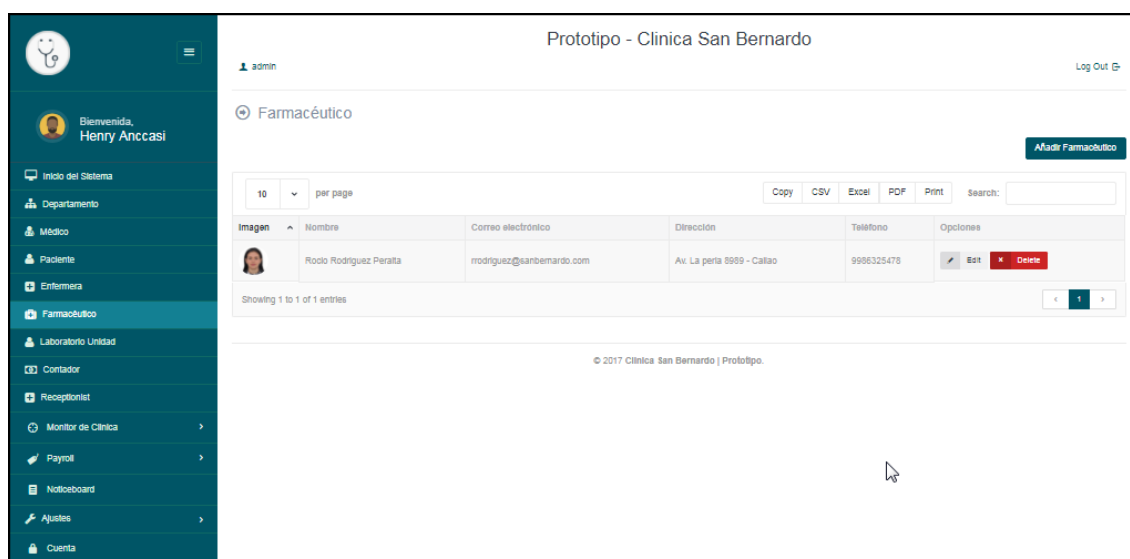 Prototipo - Clinica San Bernardo
admin
Log Out
Bienvenida,
Henry Anccasi
Inicio del Sistema
Departamento
Médico
Paciente
Enfermera
Farmacéutico
Laboratorio Unidad
Contador
Receptionist
Monitor de Clinica
Payroll
Noticeboard
Ajustes
Cuenta
Farmacéutico
Añadir Farmacéutico
10 per page Copy CSV Excel PDF Print Search:
Imagen Nombre Correo electrónico Dirección Teléfono Opciones
Rocio Rodriguez Peralta rrodriguez@sanbernardo.com Av. La perla 8989 - Callao 9986325478 Edit Delete
Showing 1 to 1 of 1 entries 1
© 2017 Clinica San Bernardo | Prototipo.